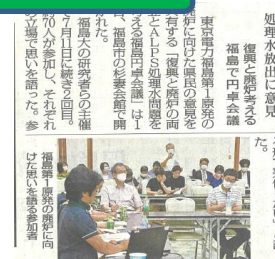 処理水放出に意見
復興と廃炉考える
福島で円卓会議
東京電力福島第1原発の
廃炉に向けた県民の意見を
共有する「復興と廃炉の両
とALPS処理水問題を
考える福島円卓会議」は1
、福島市の杉妻会館で開
れた。
福島大の研究者らの主催
7月11日に続き2回目。
70人が参加し、それぞれ
立場で思いを語った。参
た。
福島第1原発の廃炉に向
けた思いを語る参加者